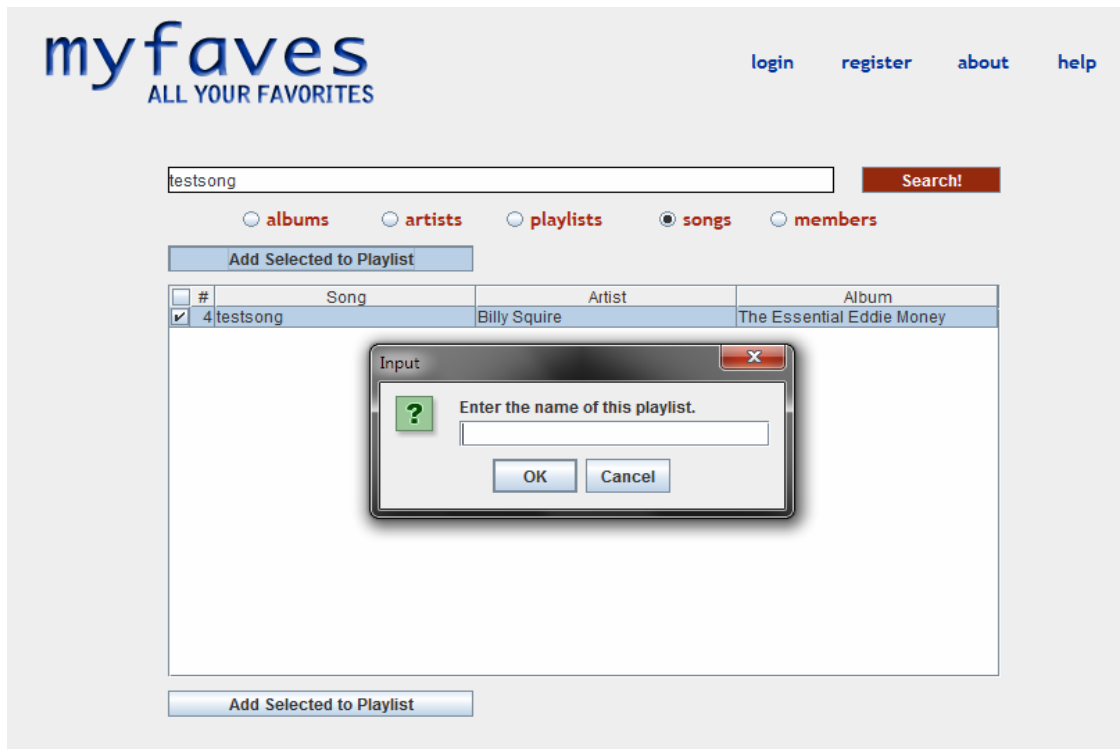 myfaves
ALL YOUR FAVORITES
login register about help
testsong Search!
albums artists playlists songs members
Add Selected to Playlist
# Song Artist Album
4 testsong Billy Squire The Essential Eddie Money
Input
Enter the name of this playlist.
OK Cancel
Add Selected to Playlist